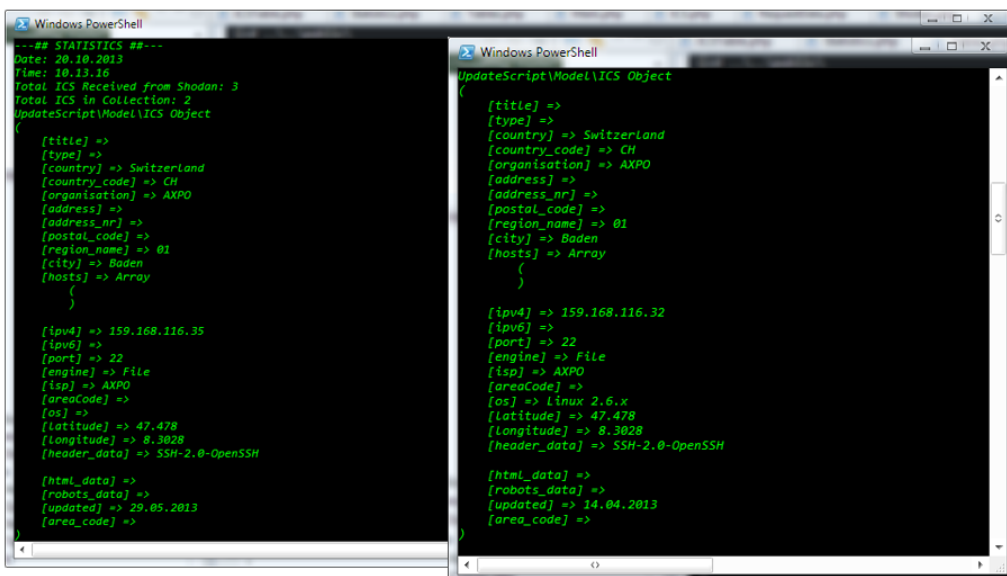 Windows PowerShell
---## STATISTICS ##---
Date: 20.10.2013
Time: 10.13.16
Total ICS Received from Shodan: 3
Total ICS in Collection: 2
UpdateScript\Model\ICS Object
(
[title] =>
[type] =>
[country] => Switzerland
[country_code] => CH
[organisation] => AXPO
[address] =>
[address_nr] =>
[postal_code] =>
[region_name] => 01
[city] => Baden
[hosts] => Array
(
)
[ipv4] => 159.168.116.35
[ipv6] =>
[port] => 22
[engine] => File
[isp] => AXPO
[areaCode] =>
[os] =>
[latitude] => 47.478
[longitude] => 8.3028
[header_data] => SSH-2.0-OpenSSH
[html_data] =>
[robots_data] =>
[updated] => 29.05.2013
[area_code] =>
)
Windows PowerShell
UpdateScript\Model\ICS Object
(
[title] =>
[type] =>
[country] => Switzerland
[country_code] => CH
[organisation] => AXPO
[address] =>
[address_nr] =>
[postal_code] =>
[region_name] => 01
[city] => Baden
[hosts] => Array
(
)
[ipv4] => 159.168.116.32
[ipv6] =>
[port] => 22
[engine] => File
[isp] => AXPO
[areaCode] =>
[os] => Linux 2.6.x
[latitude] => 47.478
[longitude] => 8.3028
[header_data] => SSH-2.0-OpenSSH
[html_data] =>
[robots_data] =>
[updated] => 14.04.2013
[area_code] =>
)